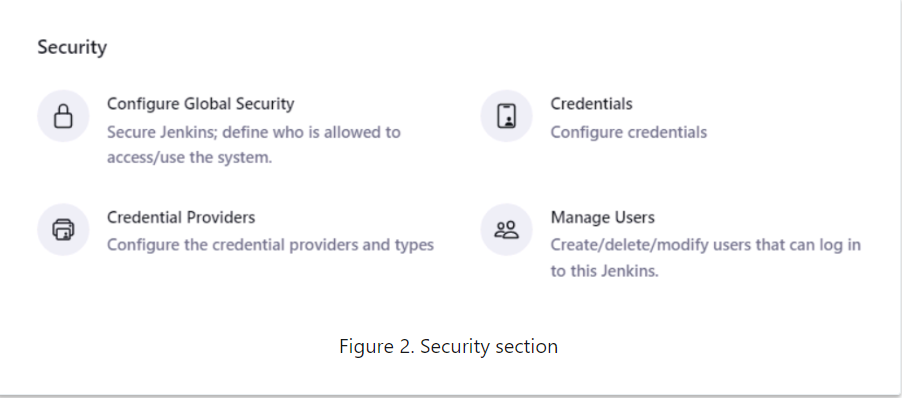 Security
Configure Global Security
Secure Jenkins; define who is allowed to
access/use the system.
Credentials
Configure credentials
Credential Providers
Configure the credential providers and types
Manage Users
Create/delete/modify users that can log in
to this Jenkins.
Figure 2. Security section